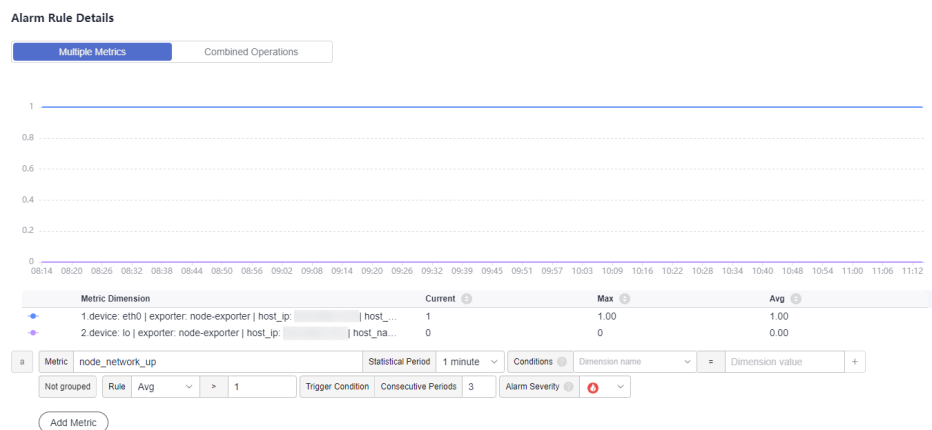 Alarm Rule Details
Multiple Metrics Combined Operations
1
0.8
0.6
0.4
0.2
0
08:14 08:20 08:26 08:32 08:38 08:44 08:50 08:56 09:02 09:08 09:14 09:20 09:26 09:32 09:39 09:45 09:51 09:57 10:03 10:09 10:16 10:22 10:28 10:34 10:40 10:48 10:54 11:00 11:06 11:12
Metric Dimension Current Max Avg
1.device: eth0 | exporter: node-exporter | host_ip: | host_... 1 1.00 1.00
2.device: lo | exporter: node-exporter | host_ip: | host_na... 0 0 0.00
a Metric node_network_up Statistical Period 1 minute Conditions Dimension name = Dimension value +
Not grouped Rule Avg > 1 Trigger Condition Consecutive Periods 3 Alarm Severity
Add Metric